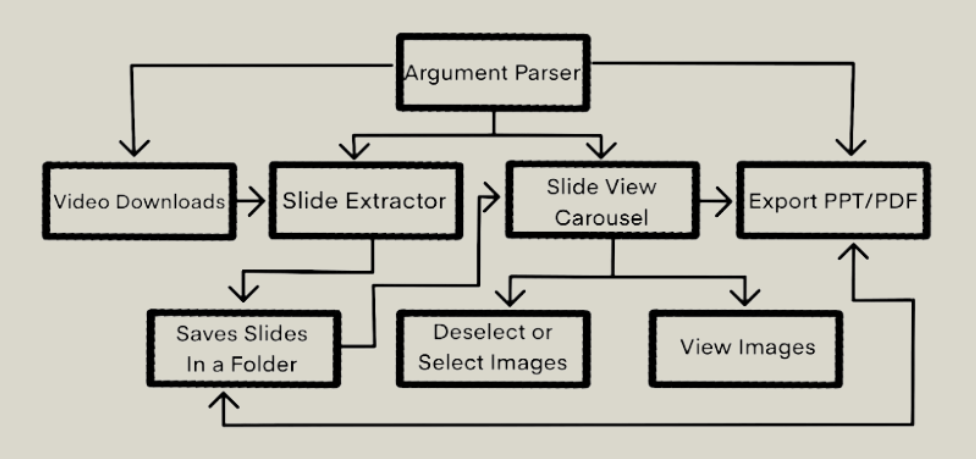 Argument Parser
Video Downloads
Slide Extractor
Slide View
Carousel
Export PPT/PDF
Saves Slides
In a Folder
Deselect or
Select Images
View Images